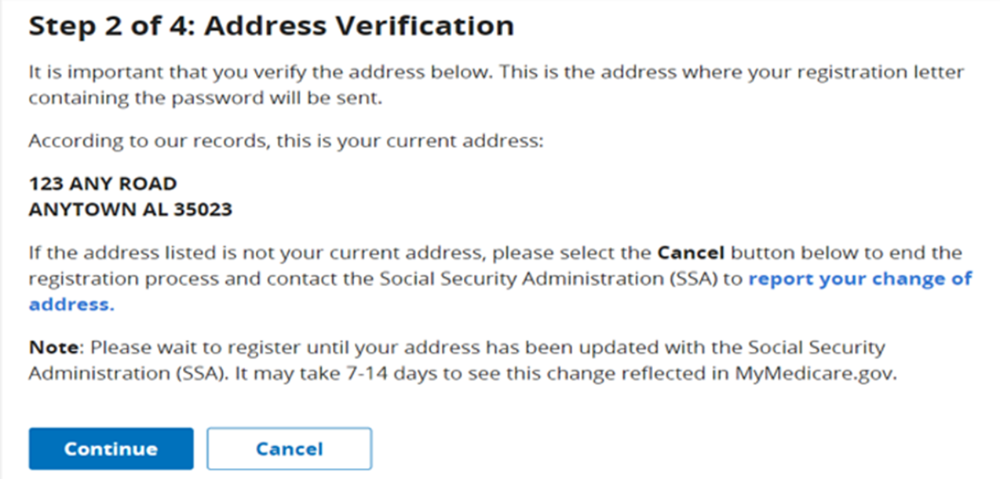 Step 2 of 4: Address Verification
It is important that you verify the address below. This is the address where your registration letter
containing the password will be sent.
According to our records, this is your current address:
123 ANY ROAD
ANYTOWN AL 35023
If the address listed is not your current address, please select the Cancel button below to end the
registration process and contact the Social Security Administration (SSA) to report your change of
address.
Note: Please wait to register until your address has been updated with the Social Security
Administration (SSA). It may take 7-14 days to see this change reflected in MyMedicare.gov.
Continue Cancel